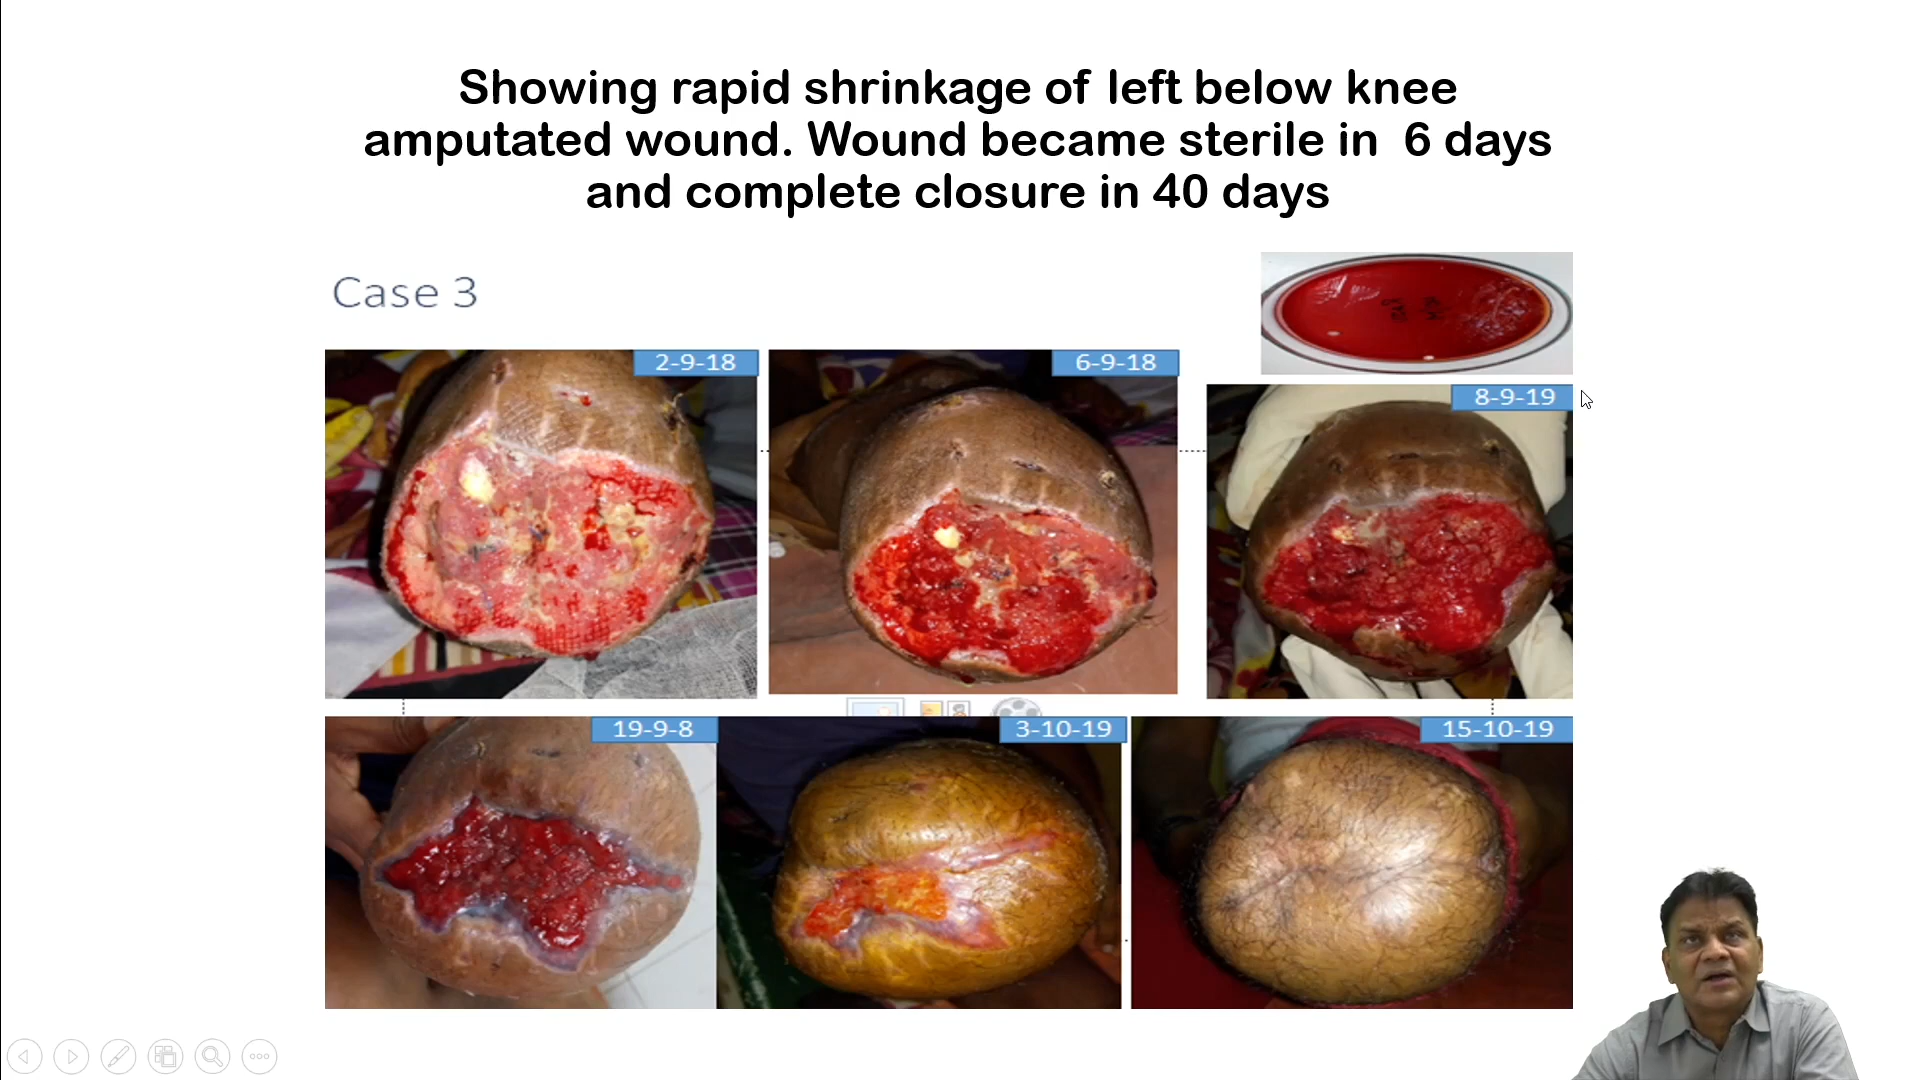 Showing rapid shrinkage of left below knee
amputated wound. Wound became sterile in 6 days
and complete closure in 40 days
Case 3
2-9-18
6-9-18
8-9-19
19-9-8
3-10-19
15-10-19